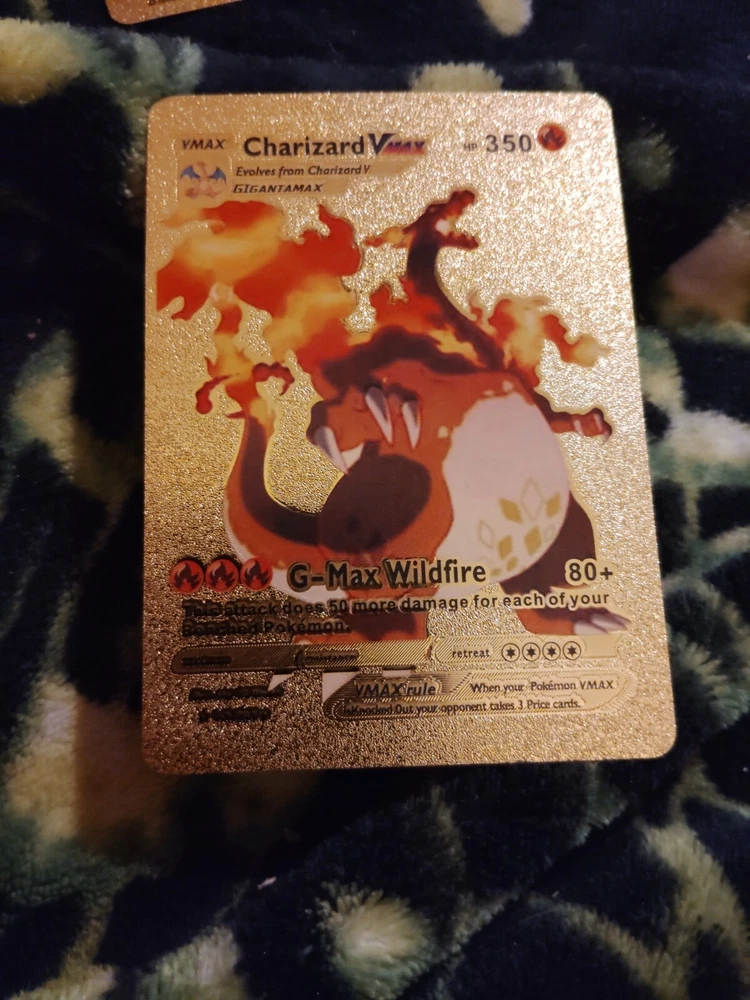 VMAX Charizard VMAX HP 350
Evolves from Charizard V
GIGANTAMAX
G-Max Wildfire 80+
This attack does 50 more damage for each of your
Benched Pokémon.
retreat
VMAX rule When your Pokémon VMAX
Knocked Out, your opponent takes 3 Price cards.